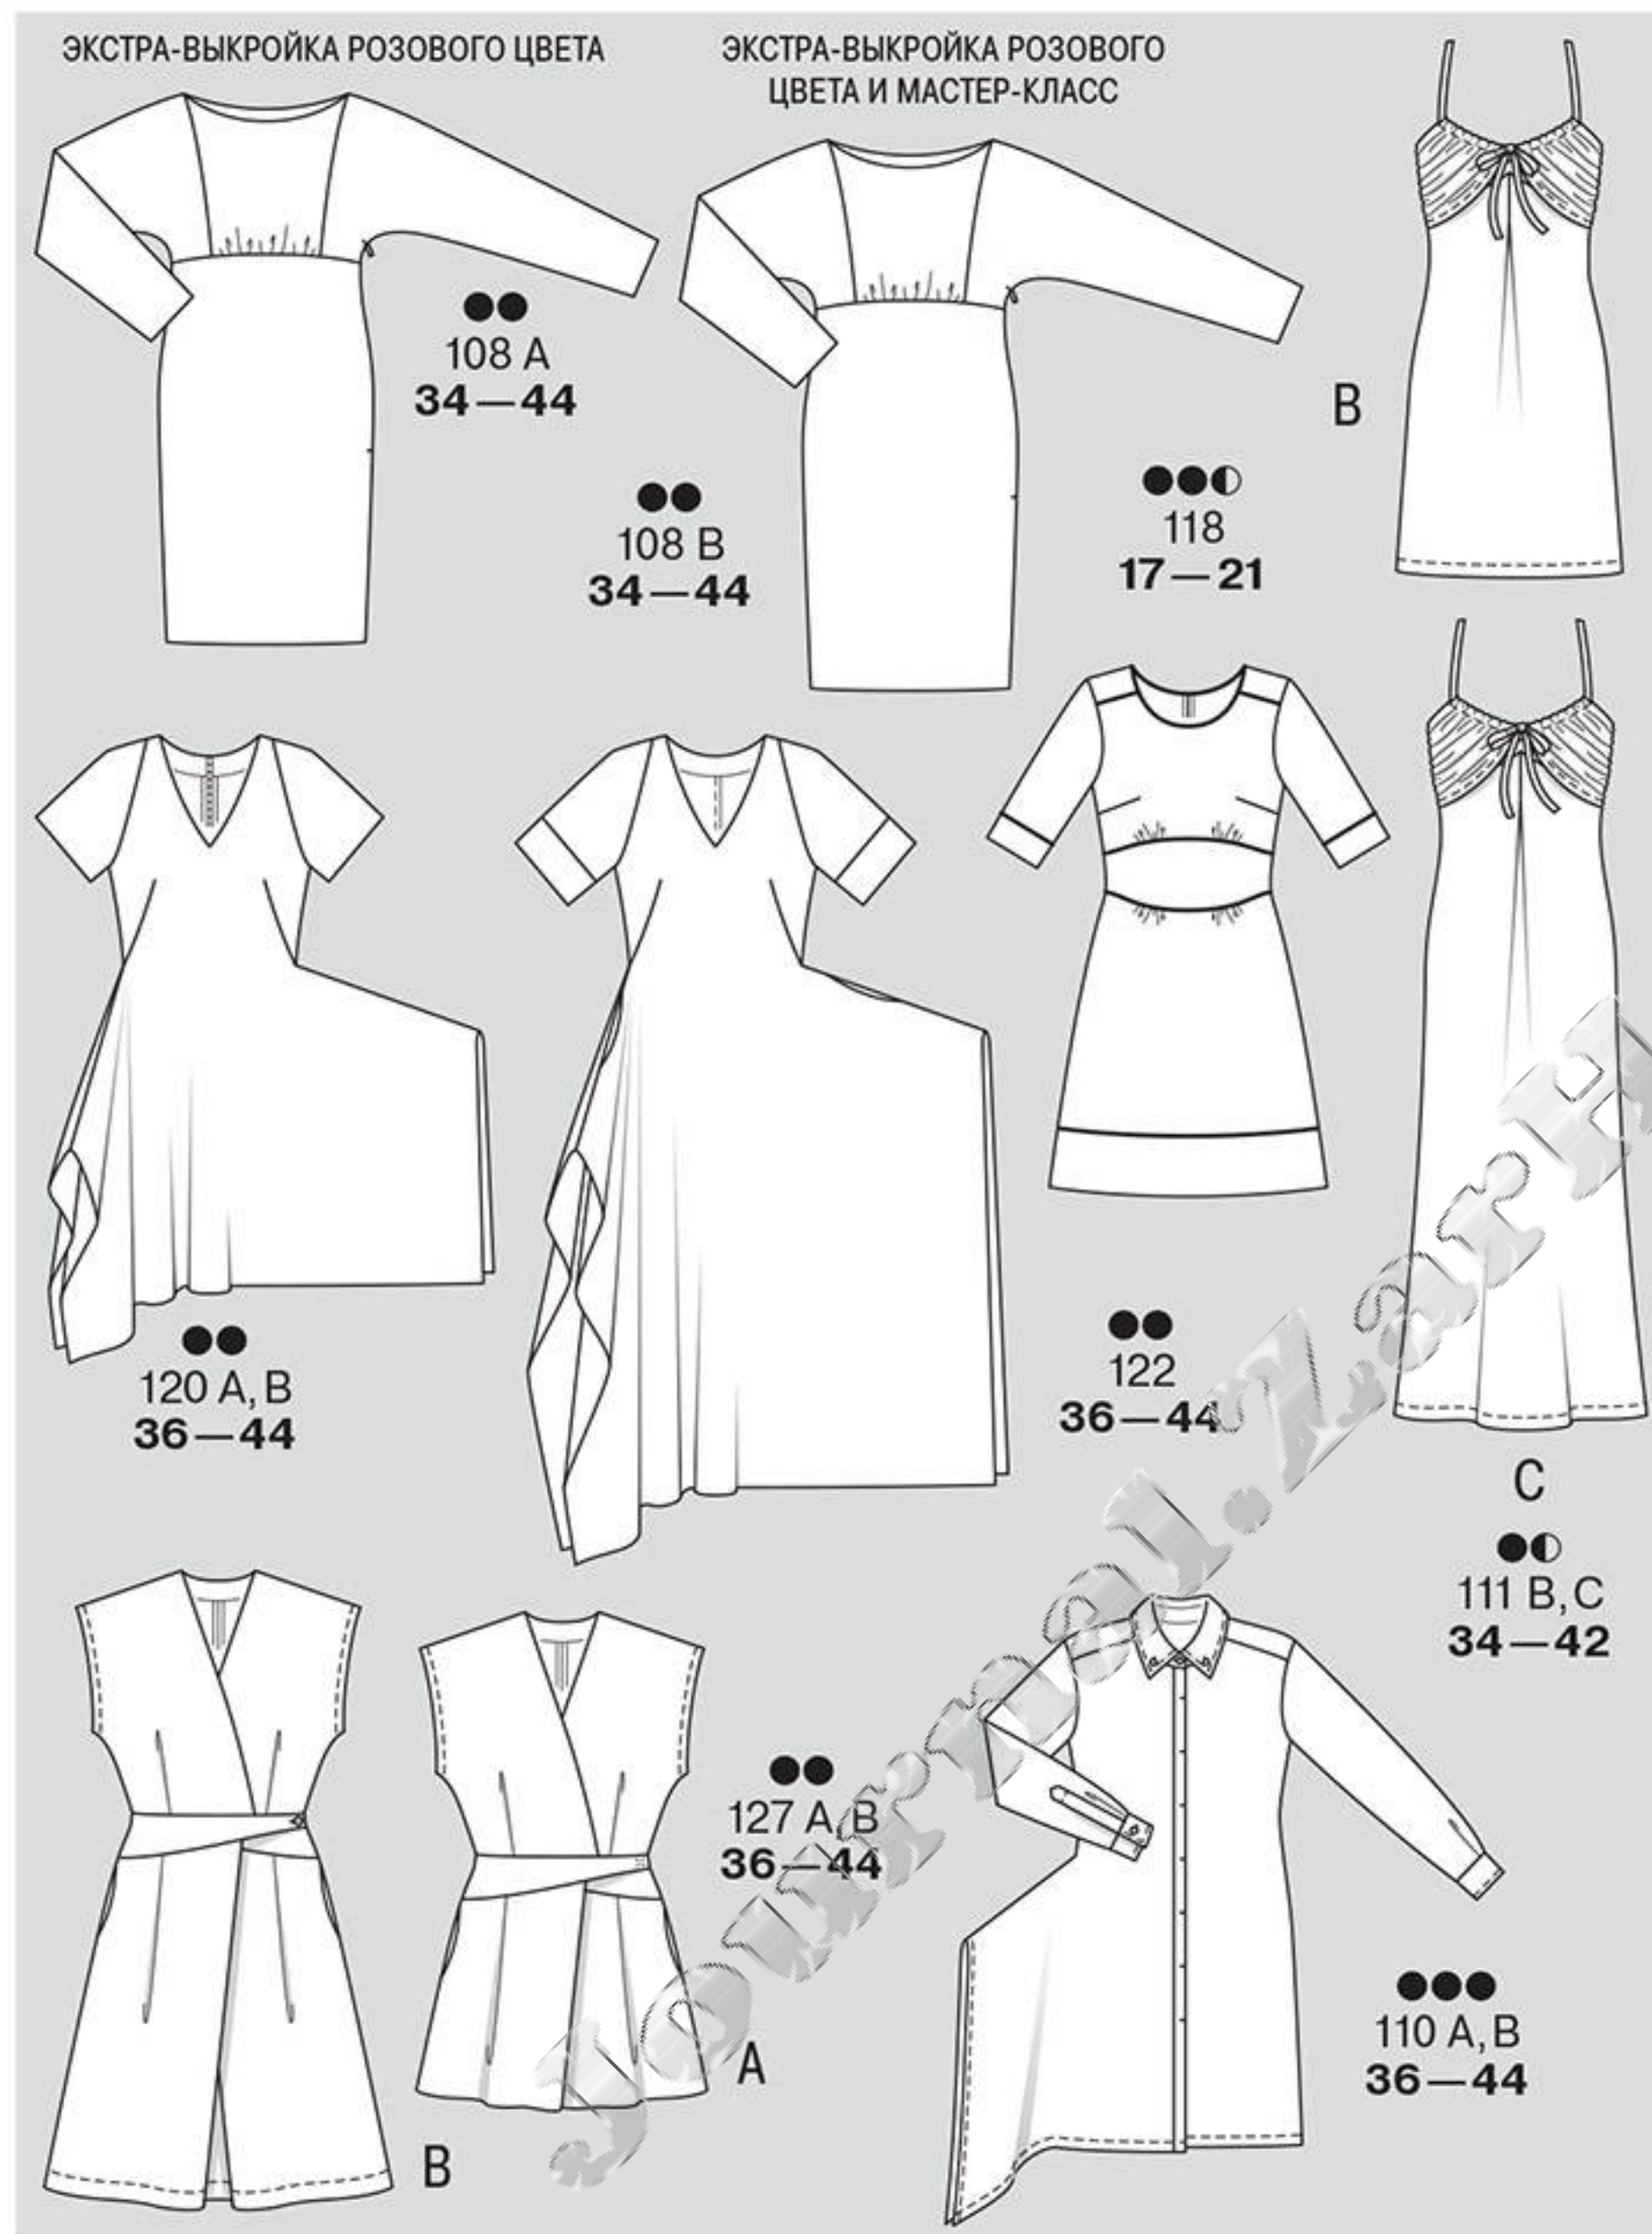 ЭКСТРА-ВЫКРОЙКА РОЗОВОГО ЦВЕТА
ЭКСТРА-ВЫКРОЙКА РОЗОВОГО
ЦВЕТА И МАСТЕР-КЛАСС
108 A
34—44
108 B
34—44
118
17—21
B
120 A, B
36—44
122
36—44
C
111 B, C
34—42
127 A, B
36—44
A
B
110 A, B
36—44